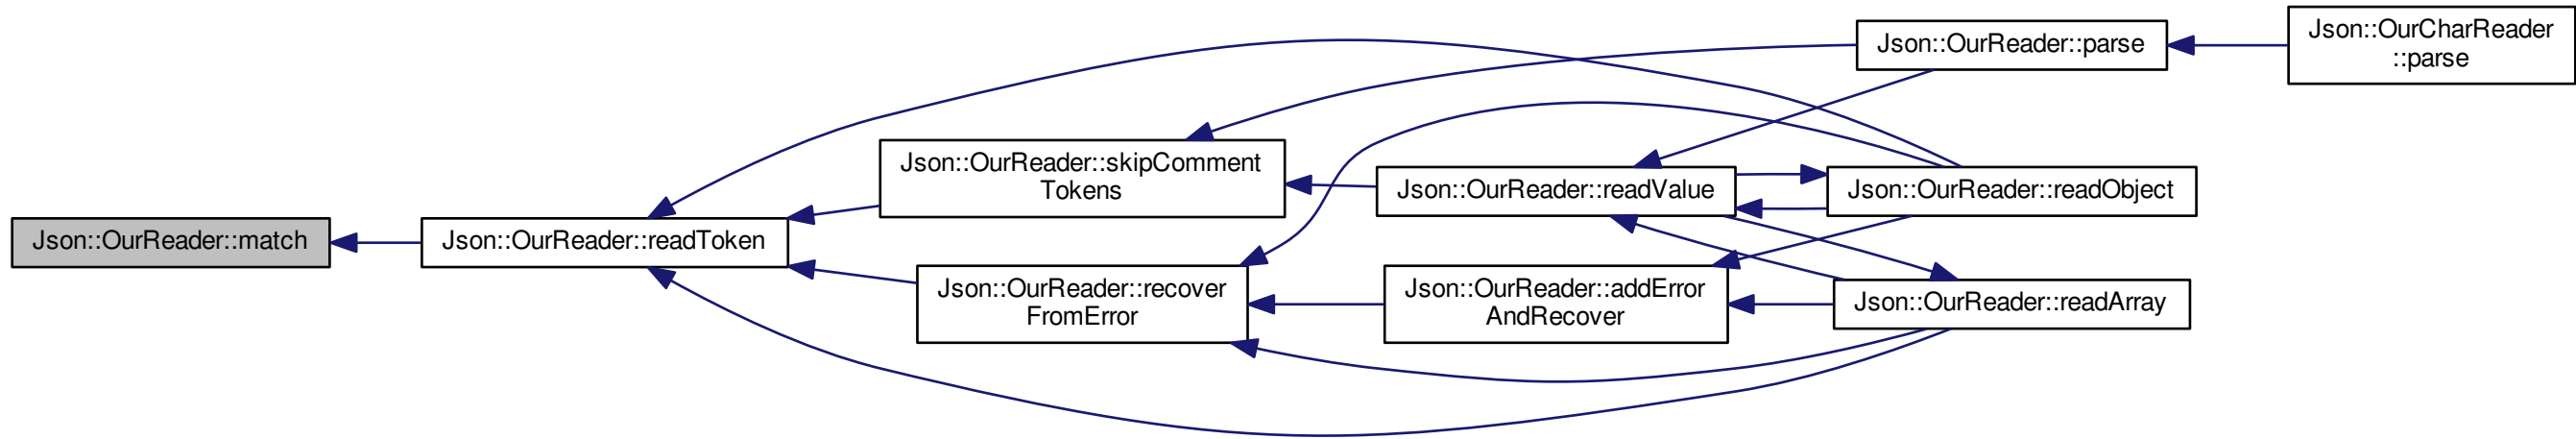 Json::OurReader::match
Json::OurReader::readToken
Json::OurReader::skipComment
Tokens
Json::OurReader::recover
FromError
Json::OurReader::readValue
Json::OurReader::addError
AndRecover
Json::OurReader::parse
Json::OurReader::readObject
Json::OurReader::readArray
Json::OurCharReader
::parse